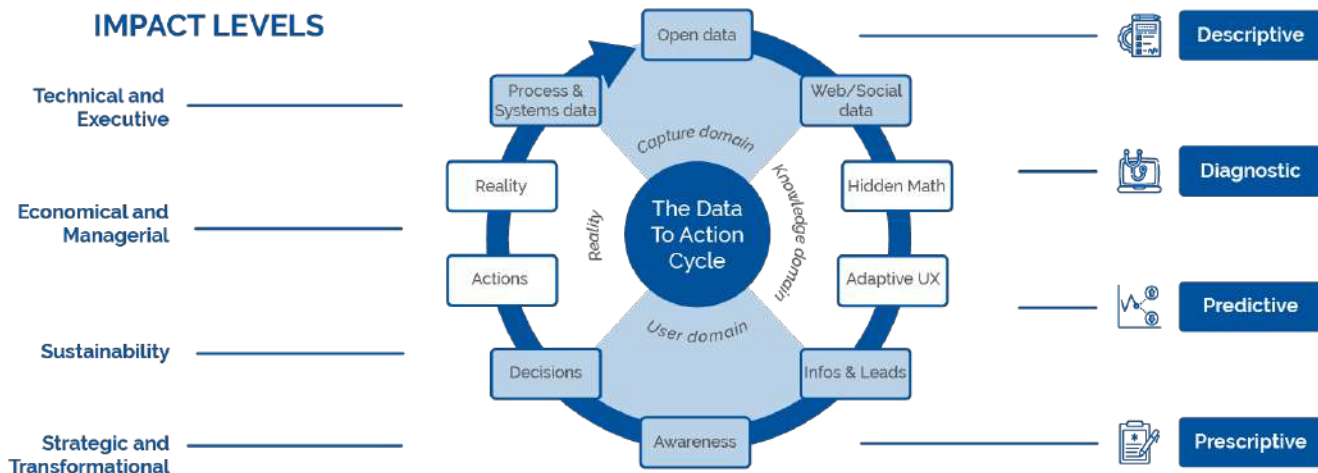 IMPACT LEVELS
Technical and
Executive
Economical and
Managerial
Sustainability
Strategic and
Transformational
Open data
Process &
Systems data
Web/Social
data
Reality
Hidden Math
Actions
Adaptive UX
Decisions
Infos & Leads
Awareness
Capture domain
Knowledge domain
User domain
Reality
The Data
To Action
Cycle
Descriptive
Diagnostic
Predictive
Prescriptive